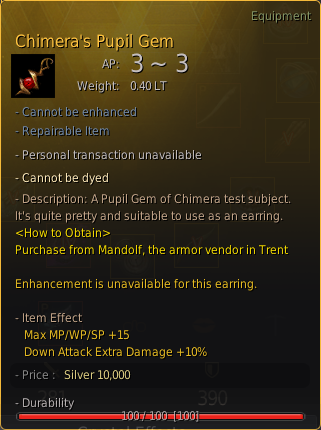 Equipment
Chimera's Pupil Gem
AP: 3 ~ 3
Weight: 0.40 LT
- Cannot be enhanced
- Repairable Item
- Personal transaction unavailable
- Cannot be dyed
- Description: A Pupil Gem of Chimera test subject.
It's quite pretty and suitable to use as an earring.
<How to Obtain>
Purchase from Mandolf, the armor vendor in Trent
Enhancement is unavailable for this earring.
- Item Effect
Max MP/WP/SP +15
Down Attack Extra Damage +10%
- Price : Silver 10,000
390
- Durability
100 / 100 [100]